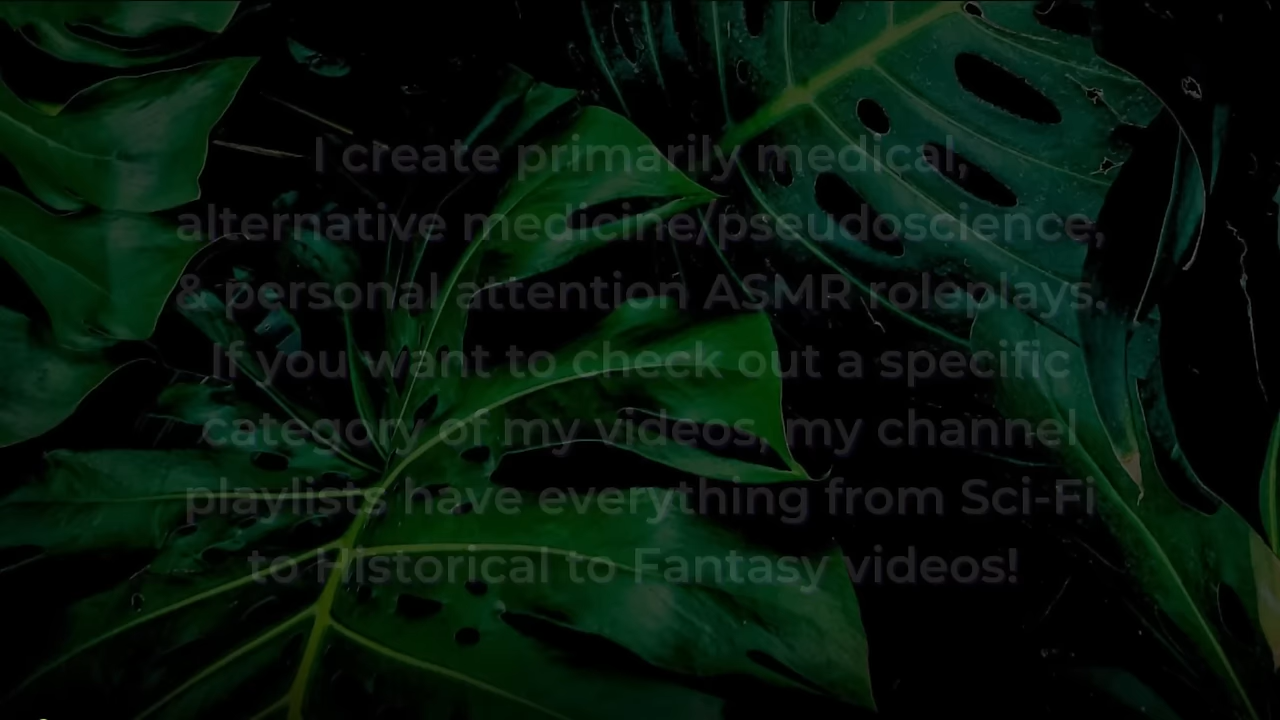 I create primarily medical,
alternative medicine/pseudoscience,
& personal attention ASMR roleplays.
If you want to check out a specific
category of my videos, my channel
playlists have everything from Sci-Fi
to Historical to Fantasy videos!